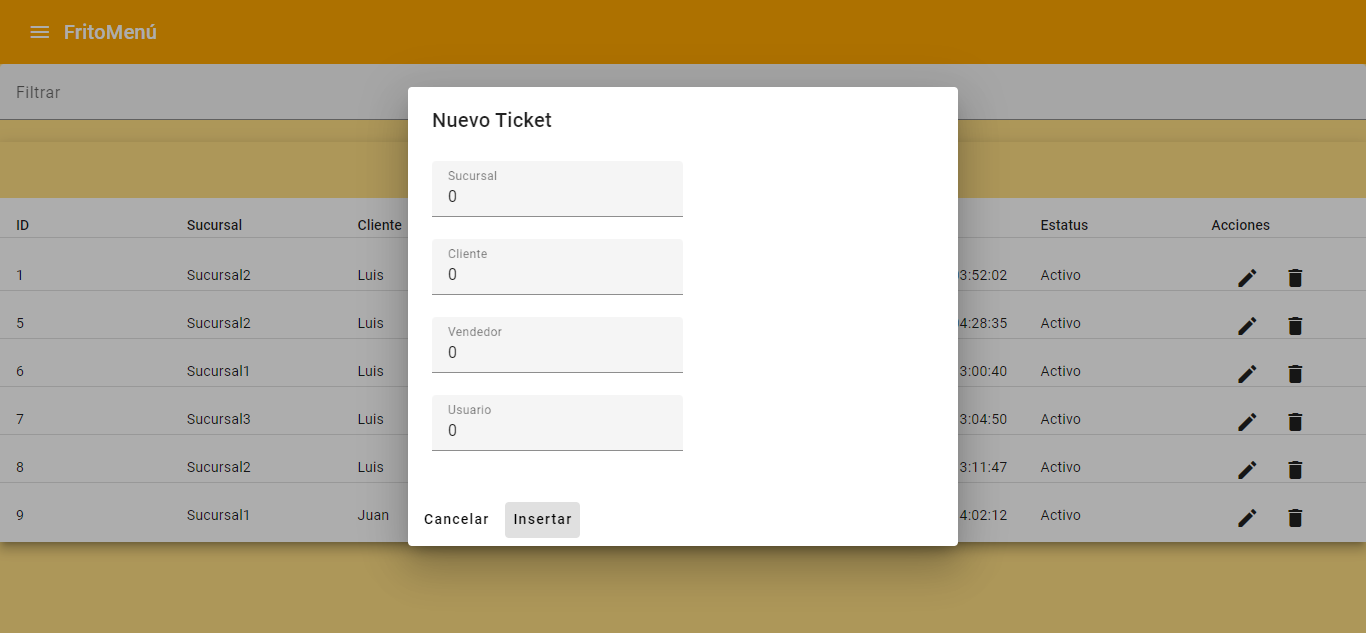 FritoMenú
Filtrar
Nuevo Ticket
Sucursal
0
Cliente
0
Vendedor
0
Usuario
0
Cancelar Insertar
ID Sucursal Cliente Estatus Acciones
1 Sucursal2 Luis 3:52:02 Activo
5 Sucursal2 Luis 4:28:35 Activo
6 Sucursal1 Luis 3:00:40 Activo
7 Sucursal3 Luis 3:04:50 Activo
8 Sucursal2 Luis 3:11:47 Activo
9 Sucursal1 Juan 4:02:12 Activo